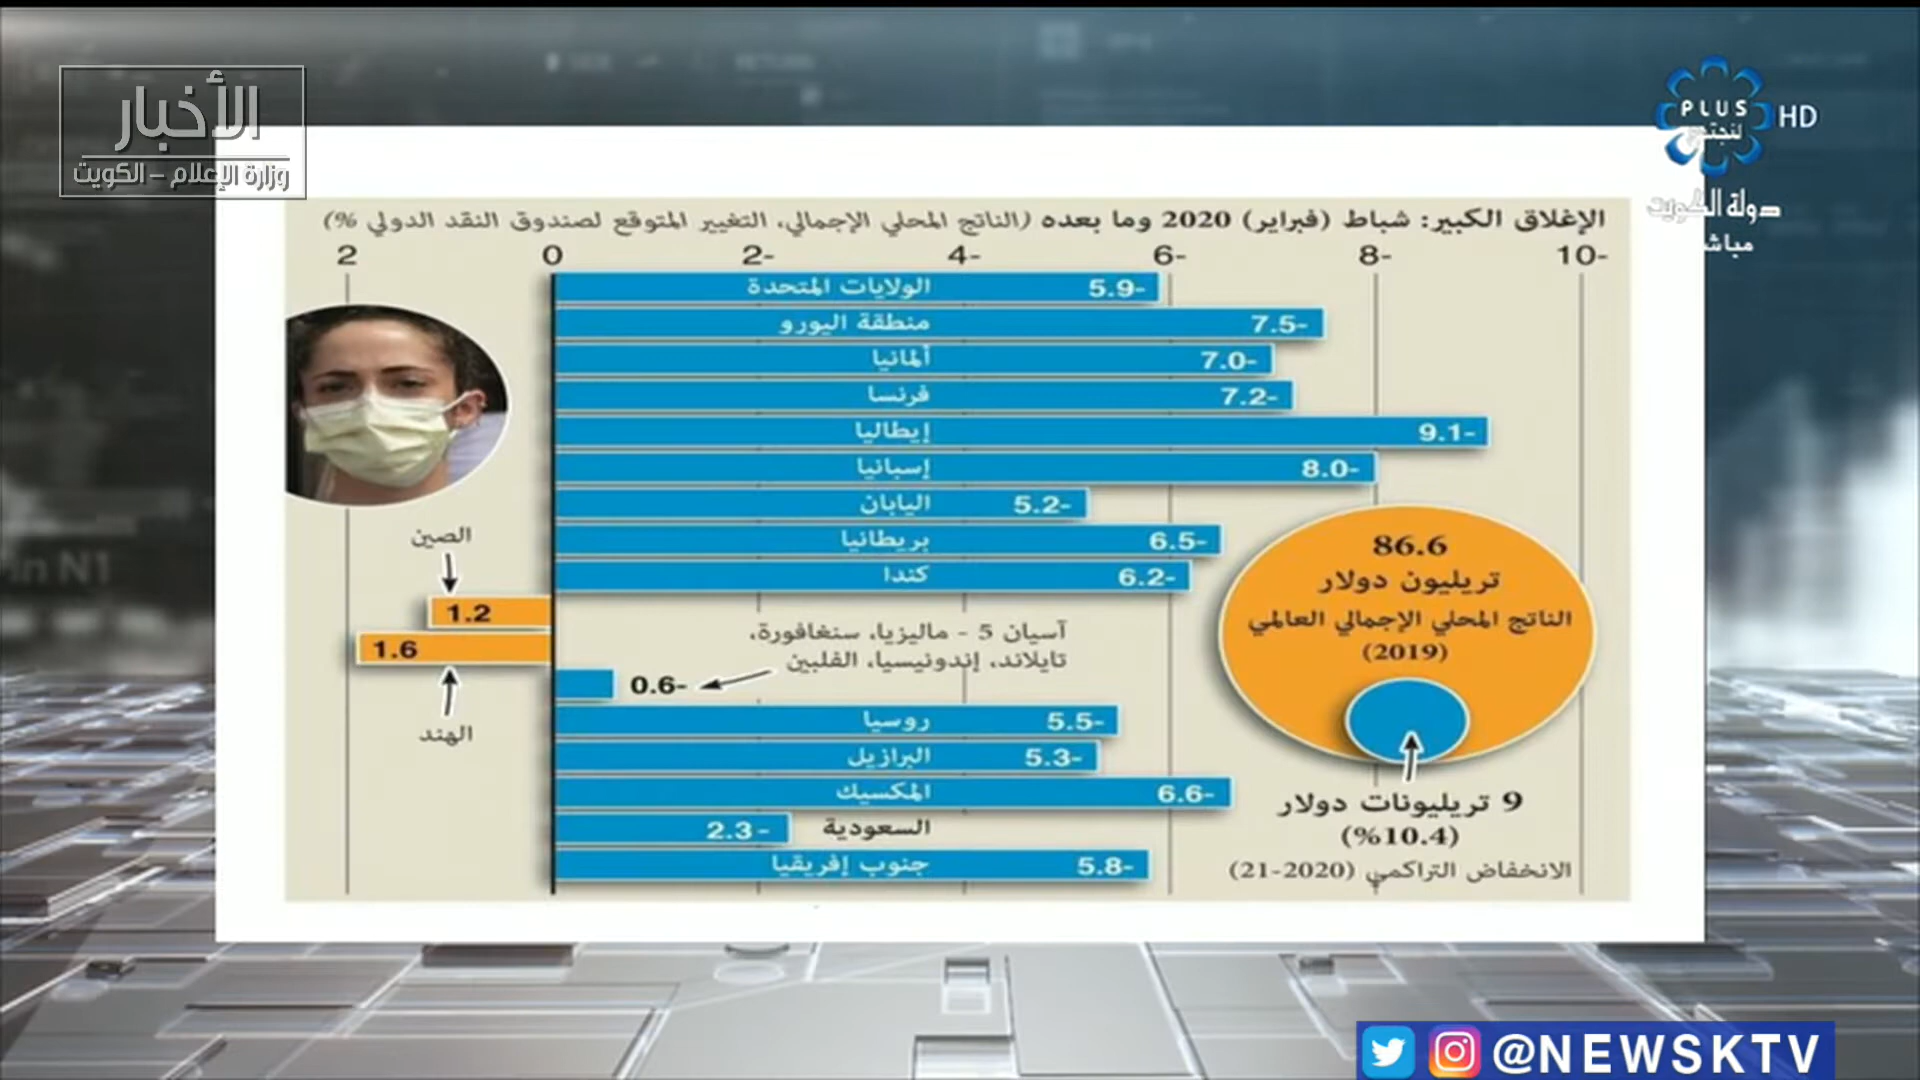 الأخبار
وزارة الإعلام – الكويت
PLUS
HD
دولة الكويت
مباشر
الإغلاق الكبير: شباط (فبراير) 2020 وما بعده (الناتج المحلي الإجمالي، التغيير المتوقع لصندوق النقد الدولي %)
2 0 2- 4- 6- 8- 10-
الولايات المتحدة 5.9-
منطقة اليورو 7.5-
ألمانيا 7.0-
فرنسا 7.2-
إيطاليا 9.1-
إسبانيا 8.0-
اليابان 5.2-
بريطانيا 6.5-
كندا 6.2-
الصين
1.2
1.6
الهند
آسيان 5 - ماليزيا، سنغافورة،
تايلاند، إندونيسيا، الفلبين
0.6-
روسيا 5.5-
البرازيل 5.3-
المكسيك 6.6-
السعودية 2.3-
جنوب إفريقيا 5.8-
86.6
تريليون دولار
الناتج المحلي الإجمالي العالمي
(2019)
9 تريليونات دولار
(10.4%)
الانخفاض التراكمي (2020-21)
in N1
@NEWSKTV